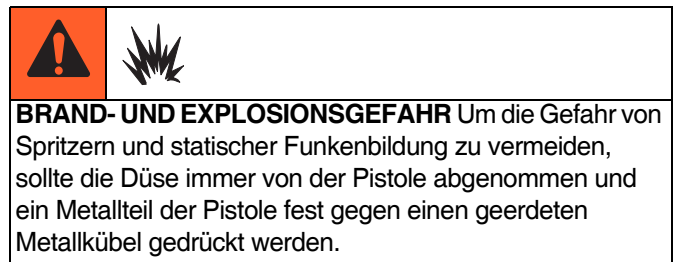 BRAND- UND EXPLOSIONSGEFAHR Um die Gefahr von
Spritzern und statischer Funkenbildung zu vermeiden,
sollte die Düse immer von der Pistole abgenommen und
ein Metallteil der Pistole fest gegen einen geerdeten
Metallkübel gedrückt werden.